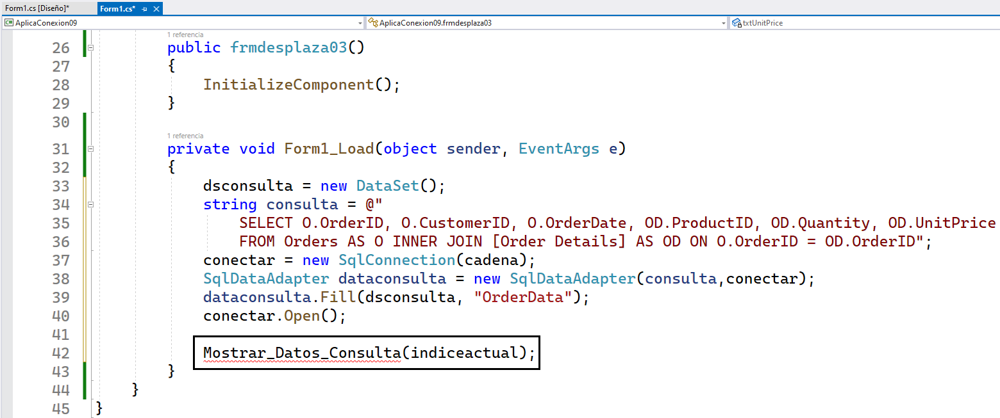 Form1.cs [Diseño]* Form1.cs*
AplicaConexion09 AplicaConexion09.frmdesplaza03 txtUnitPrice
1 referencia
26 public frmdesplaza03()
27 {
28 InitializeComponent();
29 }
30
1 referencia
31 private void Form1_Load(object sender, EventArgs e)
32 {
33 dsconsulta = new DataSet();
34 string consulta = @"
35 SELECT O.OrderID, O.CustomerID, O.OrderDate, OD.ProductID, OD.Quantity, OD.UnitPrice
36 FROM Orders AS O INNER JOIN [Order Details] AS OD ON O.OrderID = OD.OrderID";
37 conectar = new SqlConnection(cadena);
38 SqlDataAdapter dataconsulta = new SqlDataAdapter(consulta,conectar);
39 dataconsulta.Fill(dsconsulta, "OrderData");
40 conectar.Open();
41
42 Mostrar_Datos_Consulta(indiceactual);
43 }
44 }
45 }